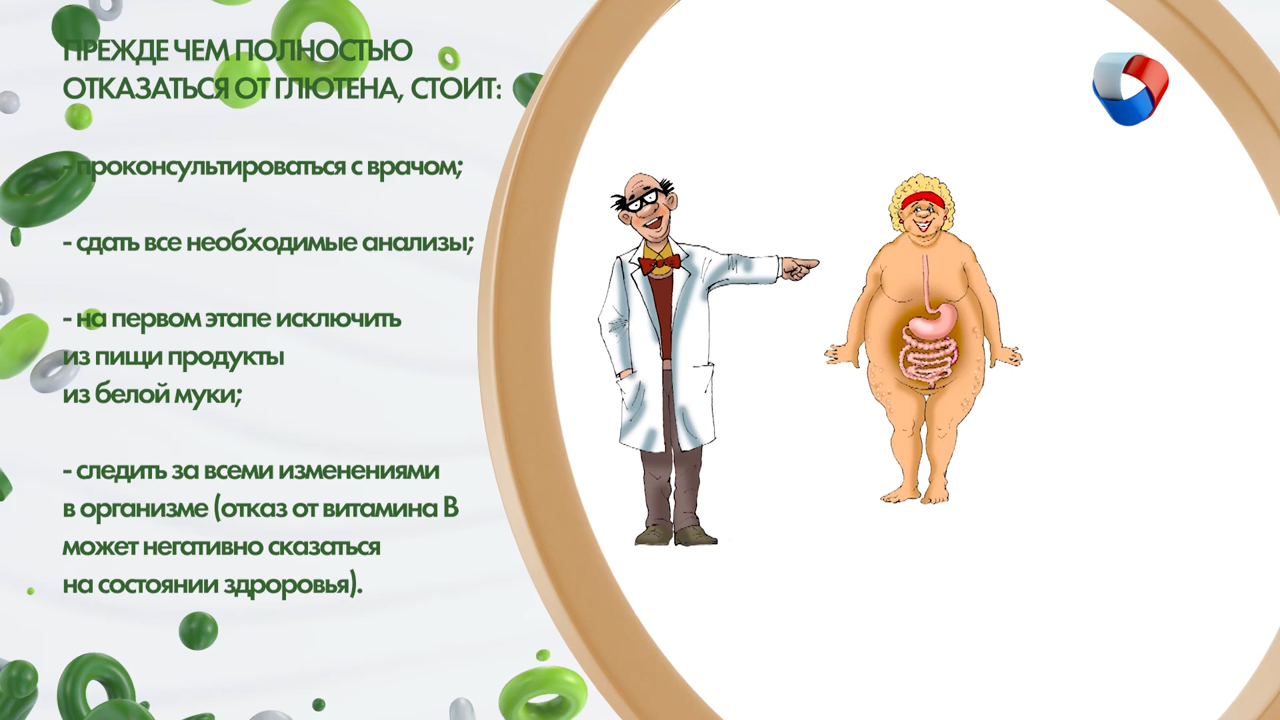 ПРЕЖДЕ ЧЕМ ПОЛНОСТЬЮ
ОТКАЗАТЬСЯ ОТ ГЛЮТЕНА, СТОИТ:
- проконсультироваться с врачом;
- сдать все необходимые анализы;
- на первом этапе исключить
из пищи продукты
из белой муки;
- следить за всеми изменениями
в организме (отказ от витамина В
может негативно сказаться
на состоянии здроровья).